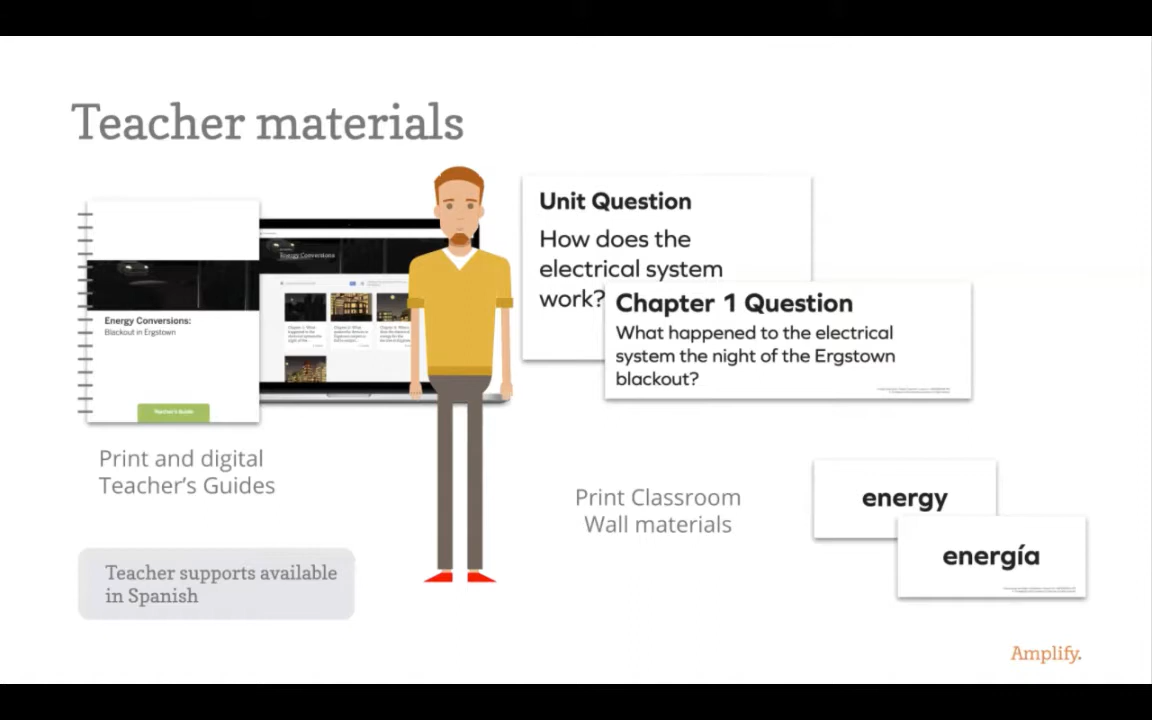 Teacher materials
Energy Conversions:
Blackout in Ergstown
Teacher's Guide
Energy Conversions
Print and digital
Teacher's Guides
Teacher supports available
in Spanish
Unit Question
How does the
electrical system
work?
Chapter 1 Question
What happened to the electrical
system the night of the Ergstown
blackout?
Print Classroom
Wall materials
energy
energía
Amplify.